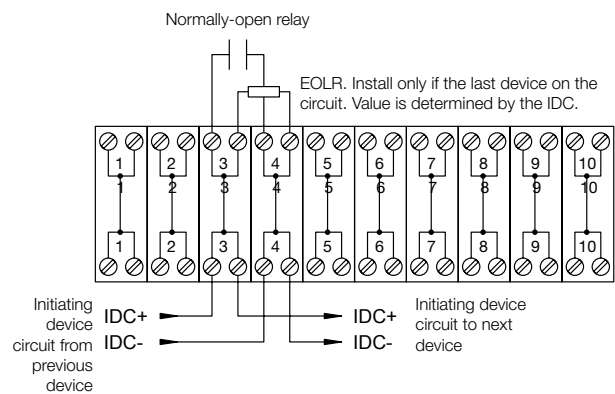 Normally-open relay
EOLR. Install only if the last device on the
circuit. Value is determined by the IDC.
1 2 3 4 5 6 7 8 9 10
1 2 3 4 5 6 7 8 9 10
1 2 3 4 5 6 7 8 9 10
Initiating
device
circuit from
previous
device
IDC+
IDC-
IDC+
IDC-
Initiating device
circuit to next
device